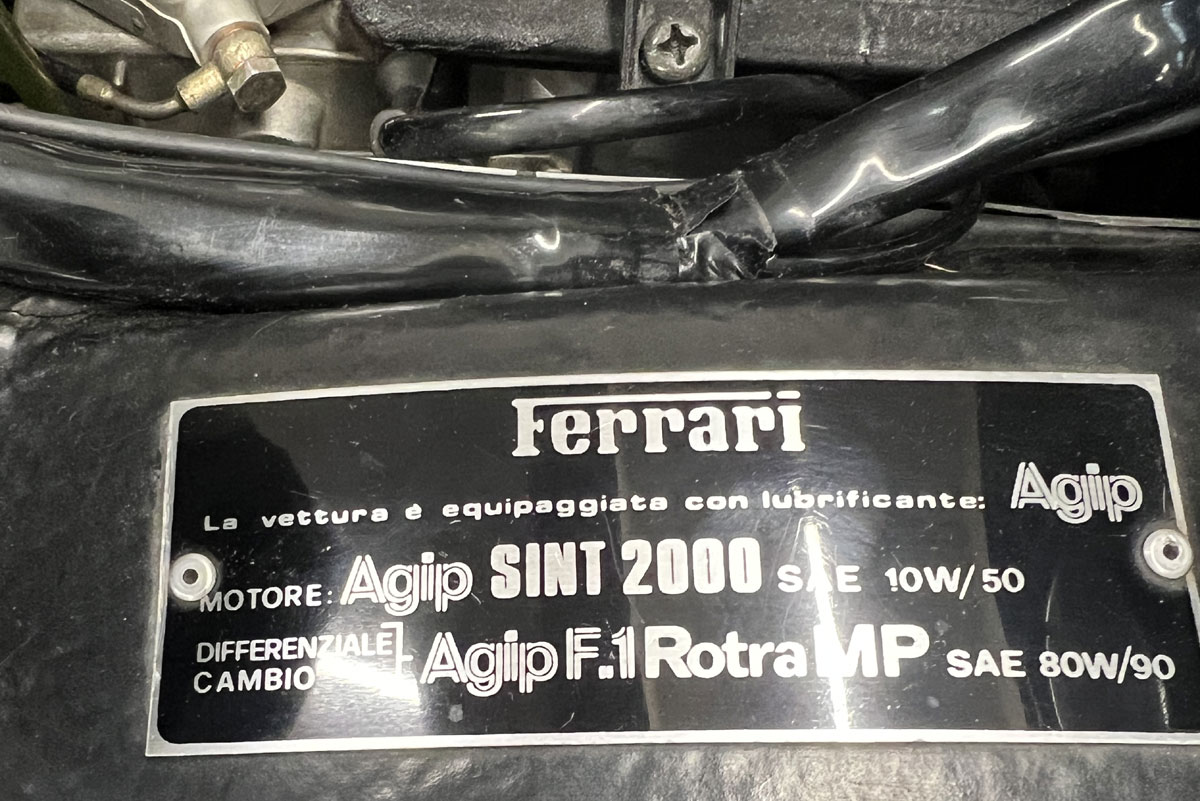 Ferrari
La vettura è equipaggiata con lubrificante: Agip
MOTORE: Agip SINT 2000 SAE 10W/50
DIFFERENZIALE
CAMBIO
Agip F.1 Rotra MP SAE 80W/90